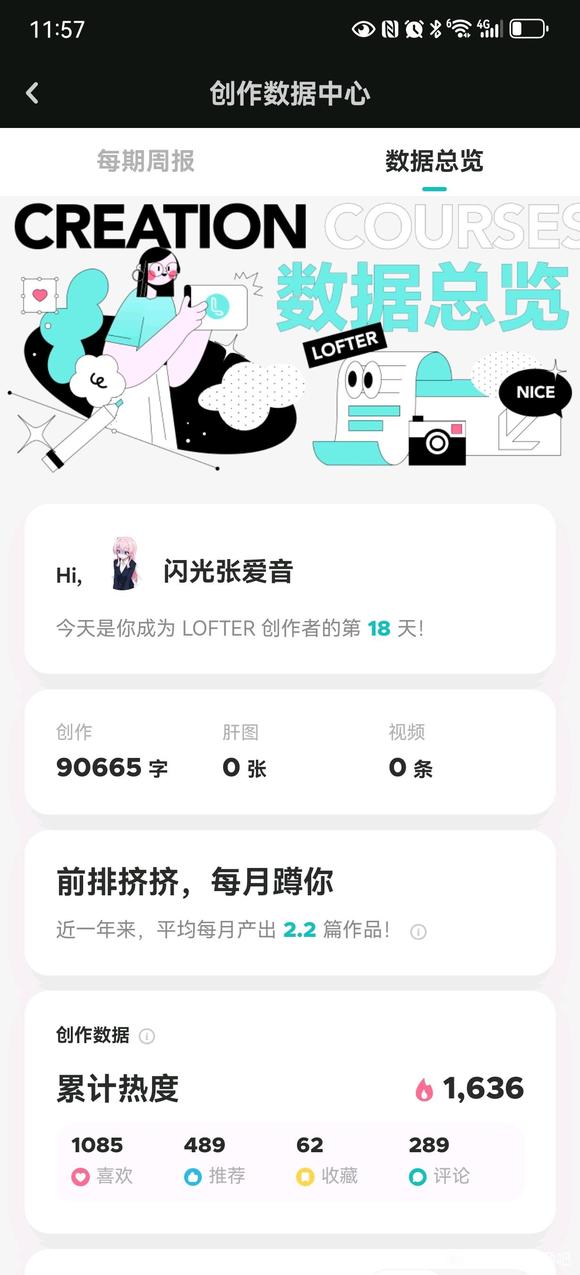 11:57
6 4G
创作数据中心
每期周报 数据总览
CREATION COURSES
数据总览
LOFTER
NICE
Hi, 闪光张爱音
今天是你成为 LOFTER 创作者的第 18 天！
创作 肝图 视频
90665 字 0 张 0 条
前排挤挤，每月蹲你
近一年来，平均每月产出 2.2 篇作品！
创作数据
累计热度 1,636
1085 489 62 289
喜欢 推荐 收藏 评论